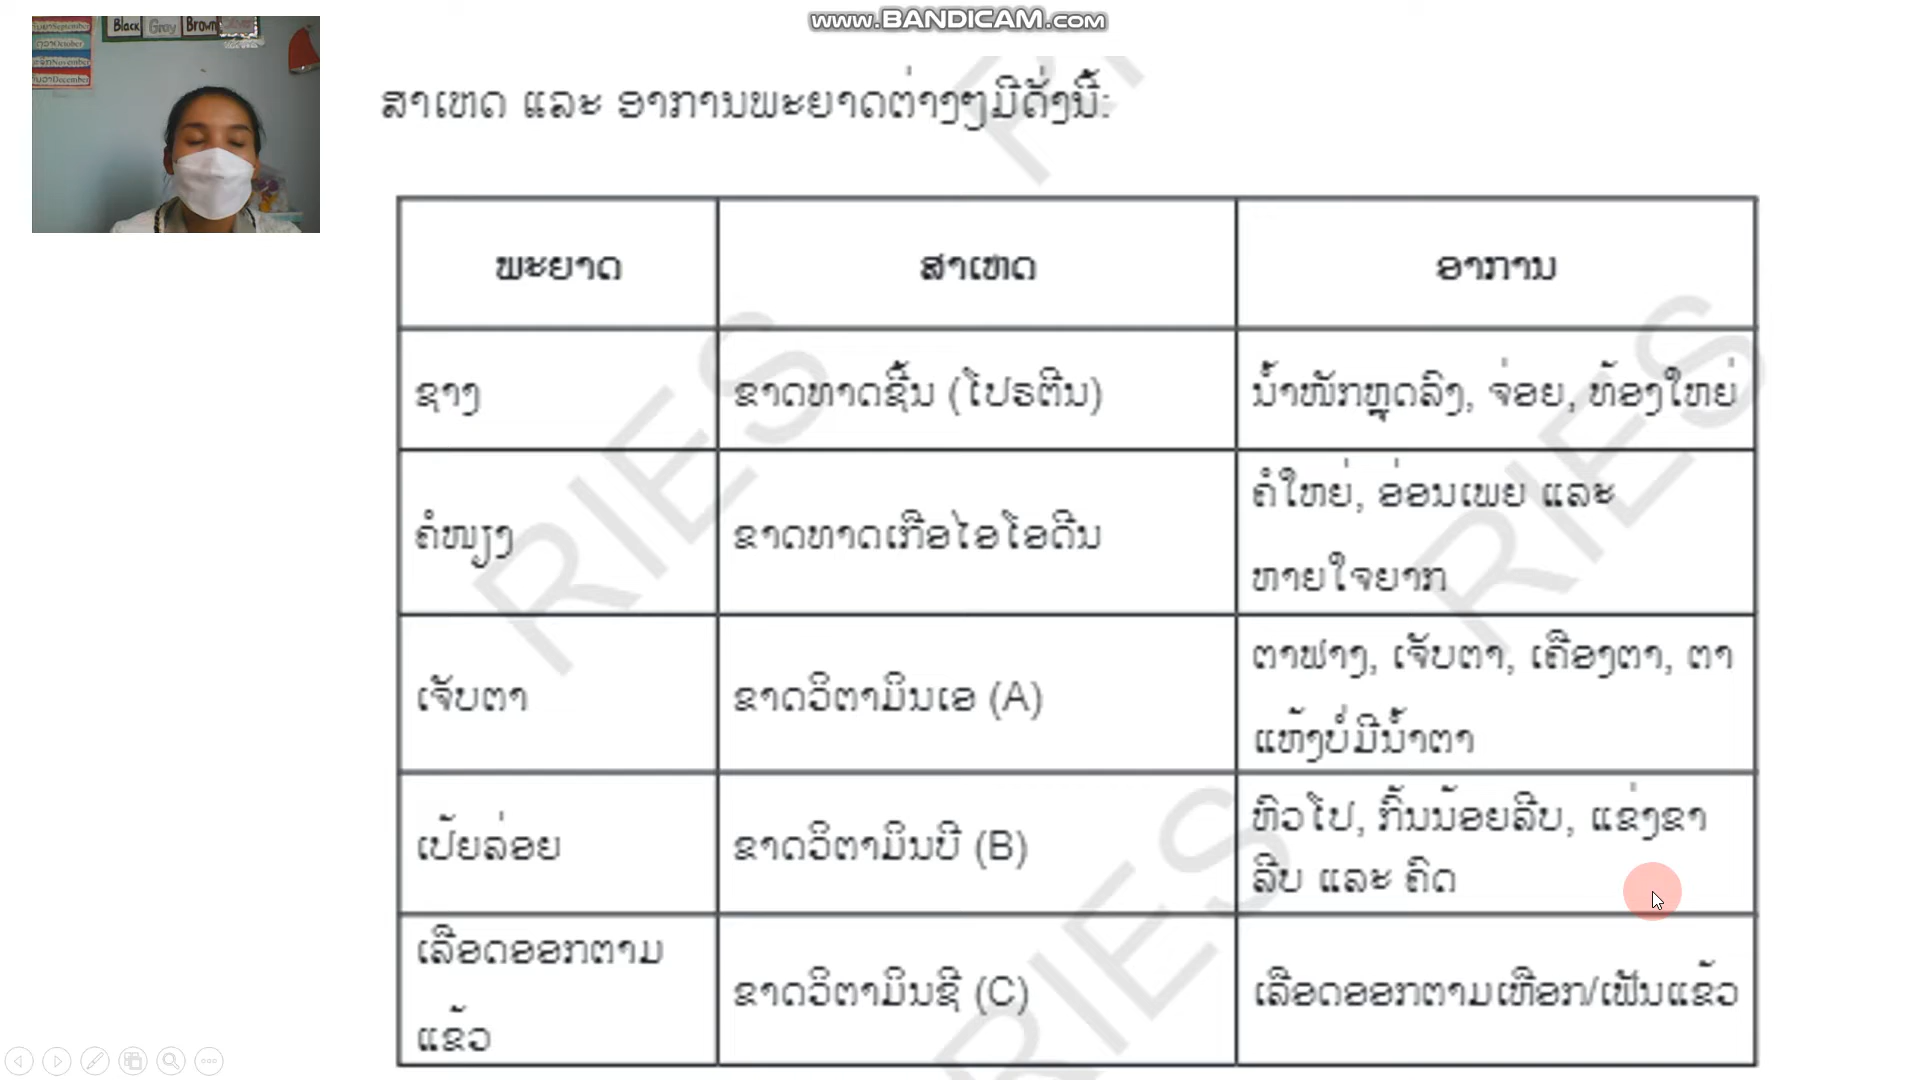 www.BANDICAM.com
Black Gray Brown
October
November
December
ສາເຫດ ແລະ ອາການພະຍາດຕ່າງໆມີດັ່ງນີ້:
ພະຍາດ ສາເຫດ ອາການ
ຊາງ ຂາດທາດຊີ້ນ (ໂປຣຕີນ) ນ້ຳໜັກຫຼຸດລົງ, ຈ່ອຍ, ທ້ອງໃຫຍ່
ຄໍໜຽງ ຂາດທາດເກືອໄອໂອດີນ ຄໍໃຫຍ່, ອ່ອນເພຍ ແລະ
ຫາຍໃຈຍາກ
ເຈັບຕາ ຂາດວິຕາມິນເອ (A) ຕາຟາງ, ເຈັບຕາ, ເຄືອງຕາ, ຕາ
ແຫ້ງບໍ່ມີນ້ຳຕາ
ເປ້ຍລ່ອຍ ຂາດວິຕາມິນບີ (B) ຫົວໂປ, ກົ້ນນ້ອຍລີບ, ແຂ່ງຂາ
ລີບ ແລະ ຄົດ
ເລືອດອອກຕາມ
ແຂ້ວ ຂາດວິຕາມິນຊີ (C) ເລືອດອອກຕາມເຫືອກ/ເຟັນແຂ້ວ
RIES
RIES
RIES